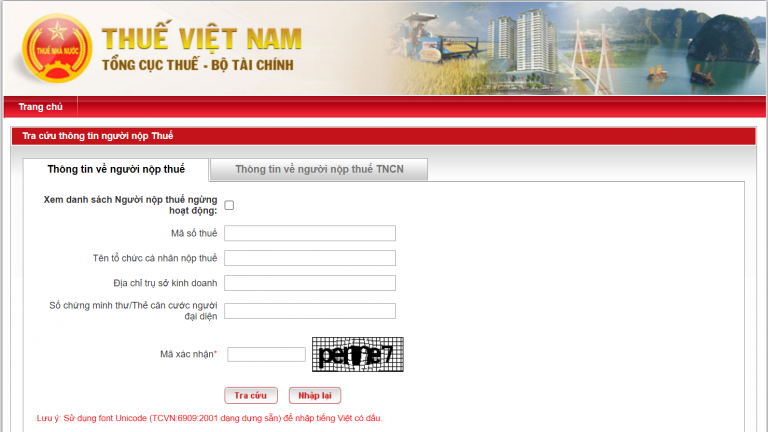 THUẾ NHÀ NƯỚC
THUẾ VIỆT NAM
TỔNG CỤC THUẾ - BỘ TÀI CHÍNH
Trang chủ
Tra cứu thông tin người nộp Thuế
Thông tin về người nộp thuế
Thông tin về người nộp thuế TNCN
Xem danh sách Người nộp thuế ngừng
hoạt động:
Mã số thuế
Tên tổ chức cá nhân nộp thuế
Địa chỉ trụ sở kinh doanh
Số chứng minh thư/Thẻ căn cước người
đại diện
Mã xác nhận*
Tra cứu
Nhập lại
Lưu ý: Sử dụng font Unicode (TCVN:6909:2001 dạng dựng sẵn) để nhập tiếng Việt có dấu.